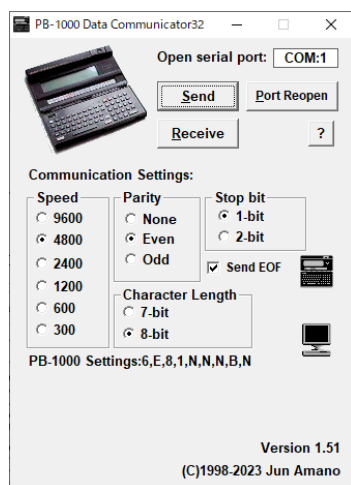 PB-1000 Data Communicator32
Open serial port: COM:1
Send Port Reopen
Receive ?
Communication Settings:
Speed Parity Stop bit
9600 None 1-bit
4800 Even 2-bit
2400 Odd Send EOF
1200 Character Length
600 7-bit
300 8-bit
PB-1000 Settings:6,E,8,1,N,N,N,B,N
Version 1.51
(C)1998-2023 Jun Amano